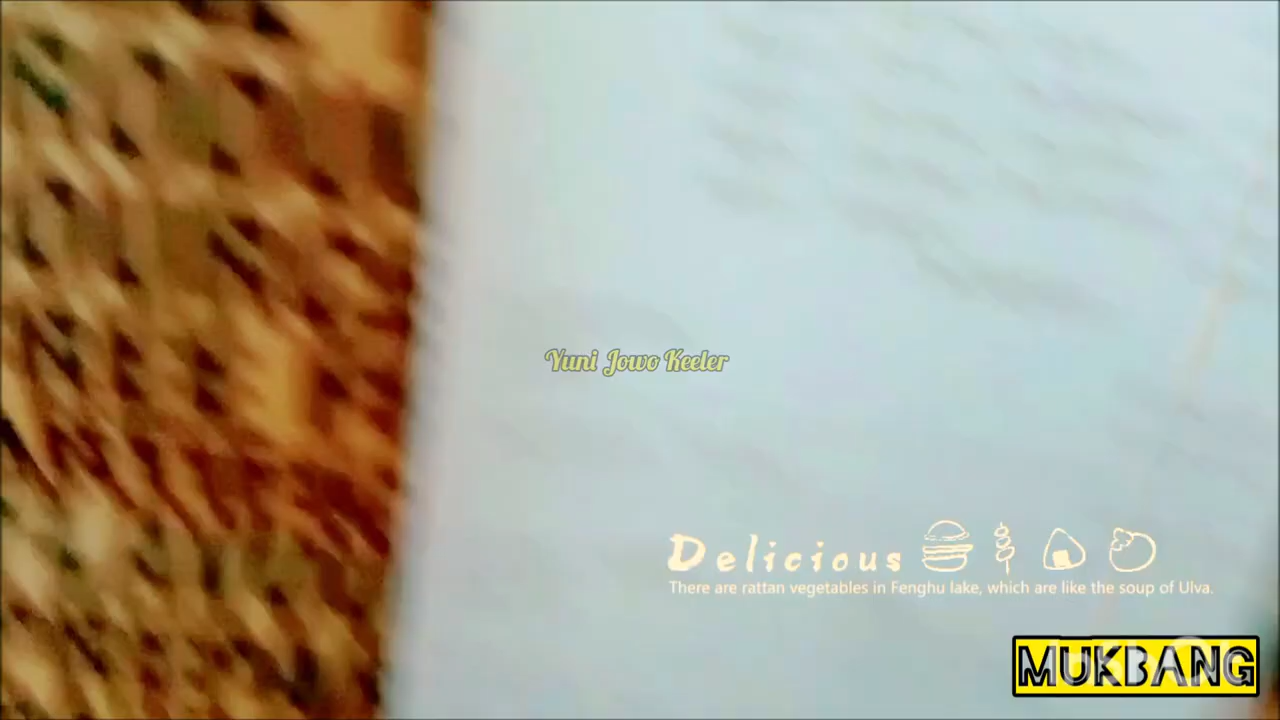 Yuni Jowo Keeler
Delicious
There are rattan vegetables in Fenghu lake, which are like the soup of Ulva.
MUKBANG